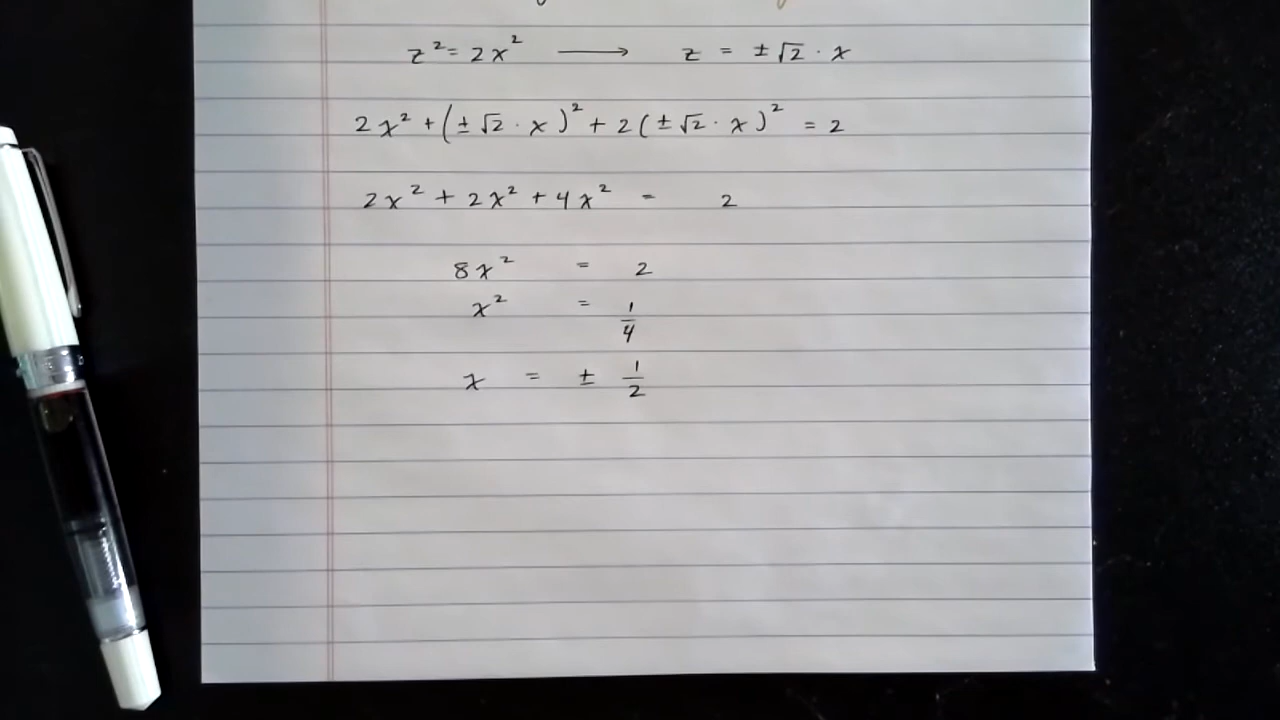 z² = 2x² ⟶ z = ±√2 · x
2x² + (±√2 · x)² + 2(±√2 · x)² = 2
2x² + 2x² + 4x² = 2
8x² = 2
x² = 1/4
x = ± 1/2